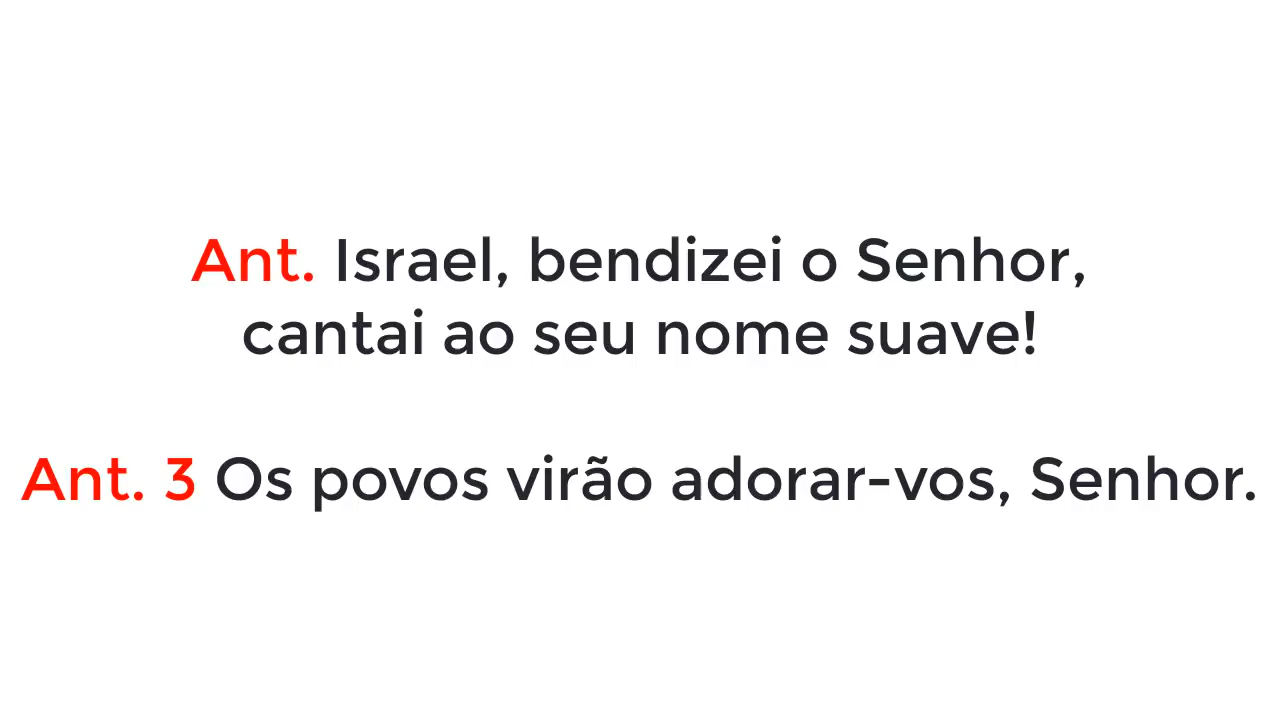 Ant. Israel, bendizei o Senhor,
cantai ao seu nome suave!
Ant. 3 Os povos virão adorar-vos, Senhor.